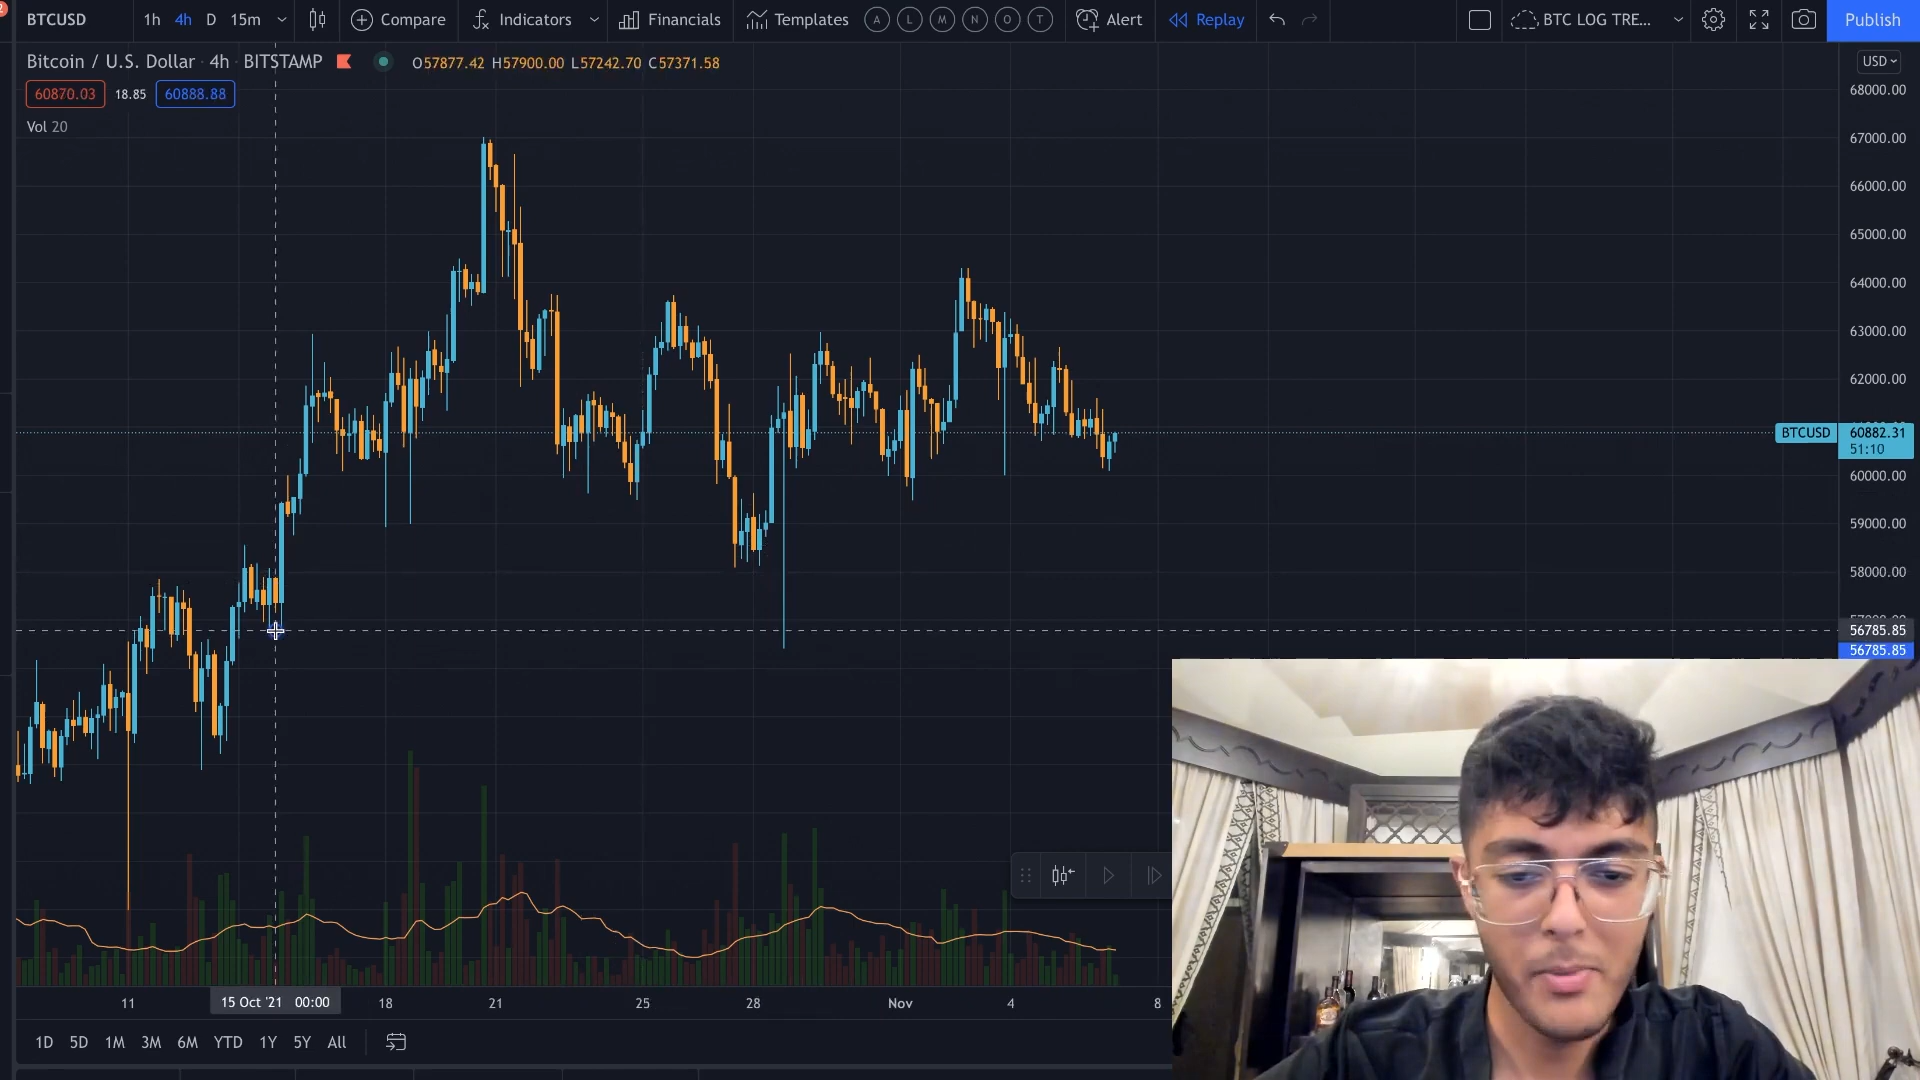 BTCUSD 1h 4h D 15m Compare Indicators Financials Templates A L M N O T Alert Replay BTC LOG TRE... Publish
Bitcoin / U.S. Dollar · 4h · BITSTAMP O57877.42 H57900.00 L57242.70 C57371.58 USD
60870.03 18.85 60888.88
Vol 20
68000.00
67000.00
66000.00
65000.00
64000.00
63000.00
62000.00
BTCUSD 60882.31
51:10
60000.00
59000.00
58000.00
56785.85
56785.85
11 15 Oct '21 00:00 18 21 25 28 Nov 4 8
1D 5D 1M 3M 6M YTD 1Y 5Y All